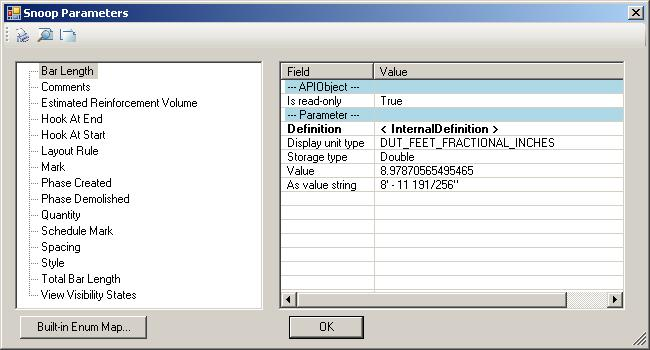 Snoop Parameters
Bar Length
Comments
Estimated Reinforcement Volume
Hook At End
Hook At Start
Layout Rule
Mark
Phase Created
Phase Demolished
Quantity
Schedule Mark
Spacing
Style
Total Bar Length
View Visibility States
Field Value
--- APIObject ---
Is read-only True
--- Parameter ---
Definition < InternalDefinition >
Display unit type DUT_FEET_FRACTIONAL_INCHES
Storage type Double
Value 8.97870565495465
As value string 8' - 11 191/256"
Built-in Enum Map...
OK